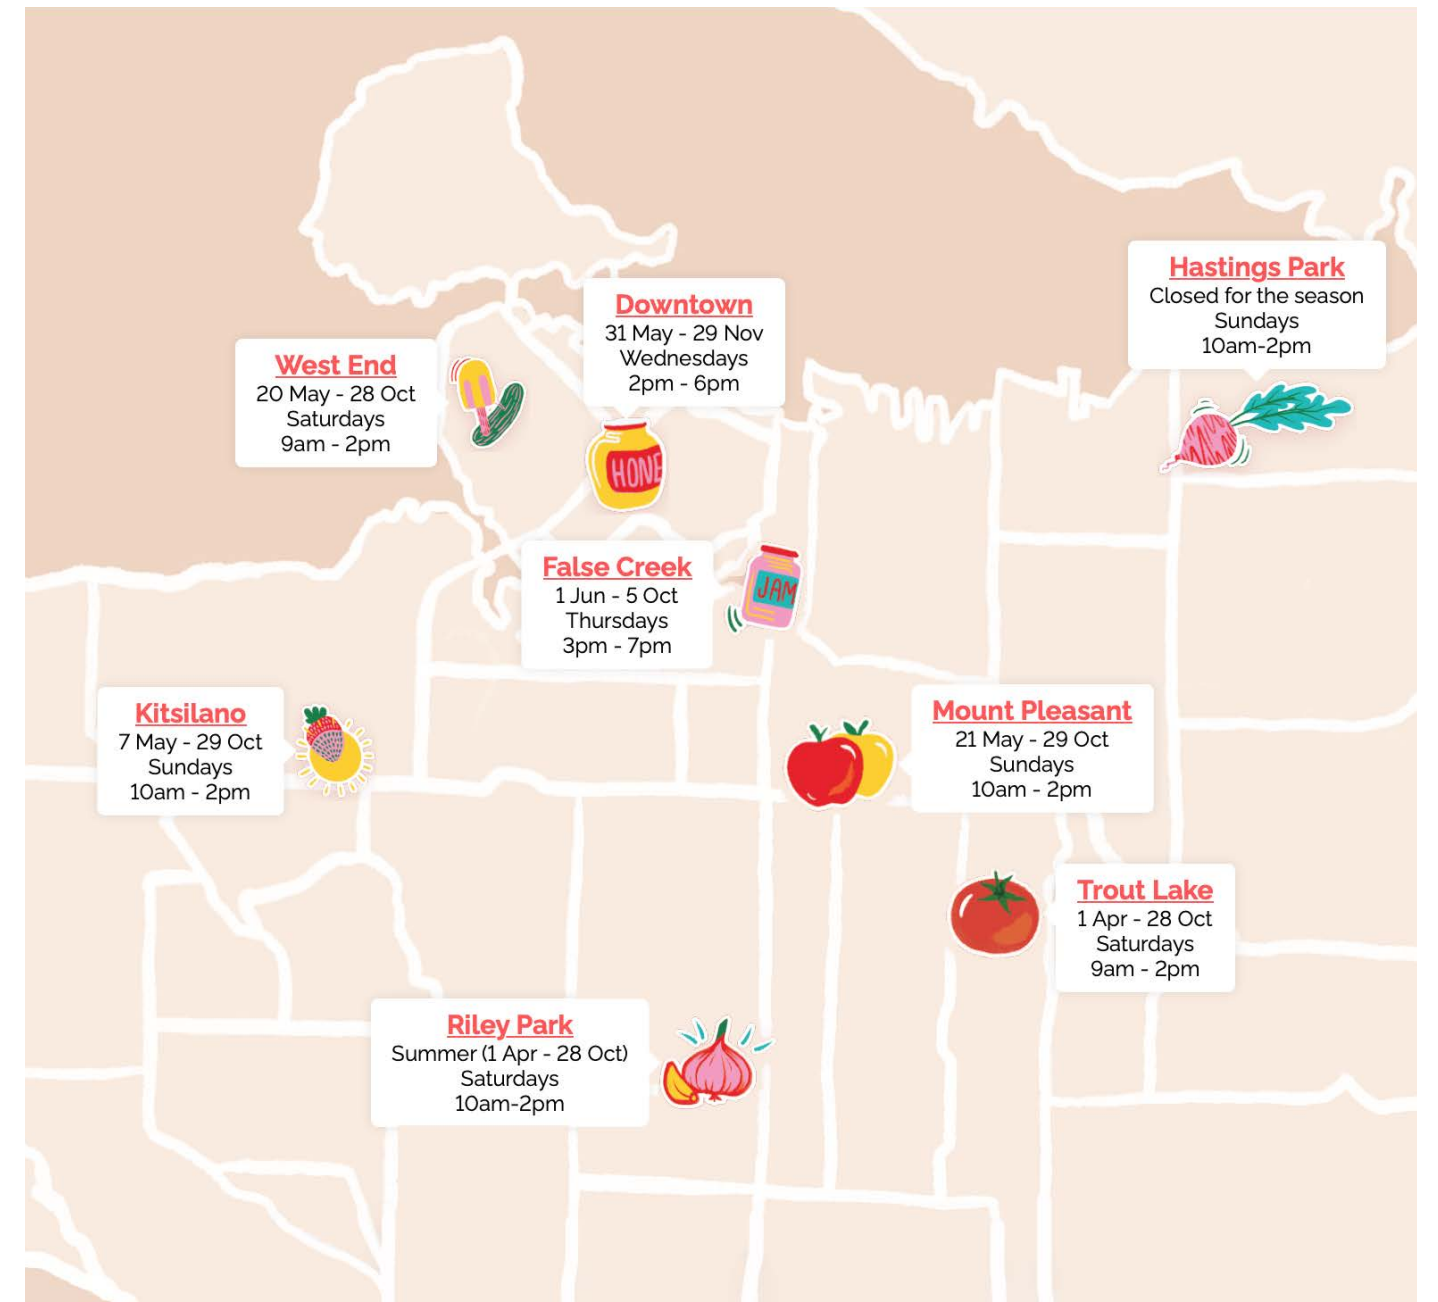 Hastings Park
Closed for the season
Sundays
10am-2pm
Downtown
31 May - 29 Nov
Wednesdays
2pm - 6pm
West End
20 May - 28 Oct
Saturdays
9am - 2pm
HONE
False Creek
1 Jun - 5 Oct
Thursdays
3pm - 7pm
JAM
Kitsilano
7 May - 29 Oct
Sundays
10am - 2pm
Mount Pleasant
21 May - 29 Oct
Sundays
10am - 2pm
Trout Lake
1 Apr - 28 Oct
Saturdays
9am - 2pm
Riley Park
Summer (1 Apr - 28 Oct)
Saturdays
10am-2pm